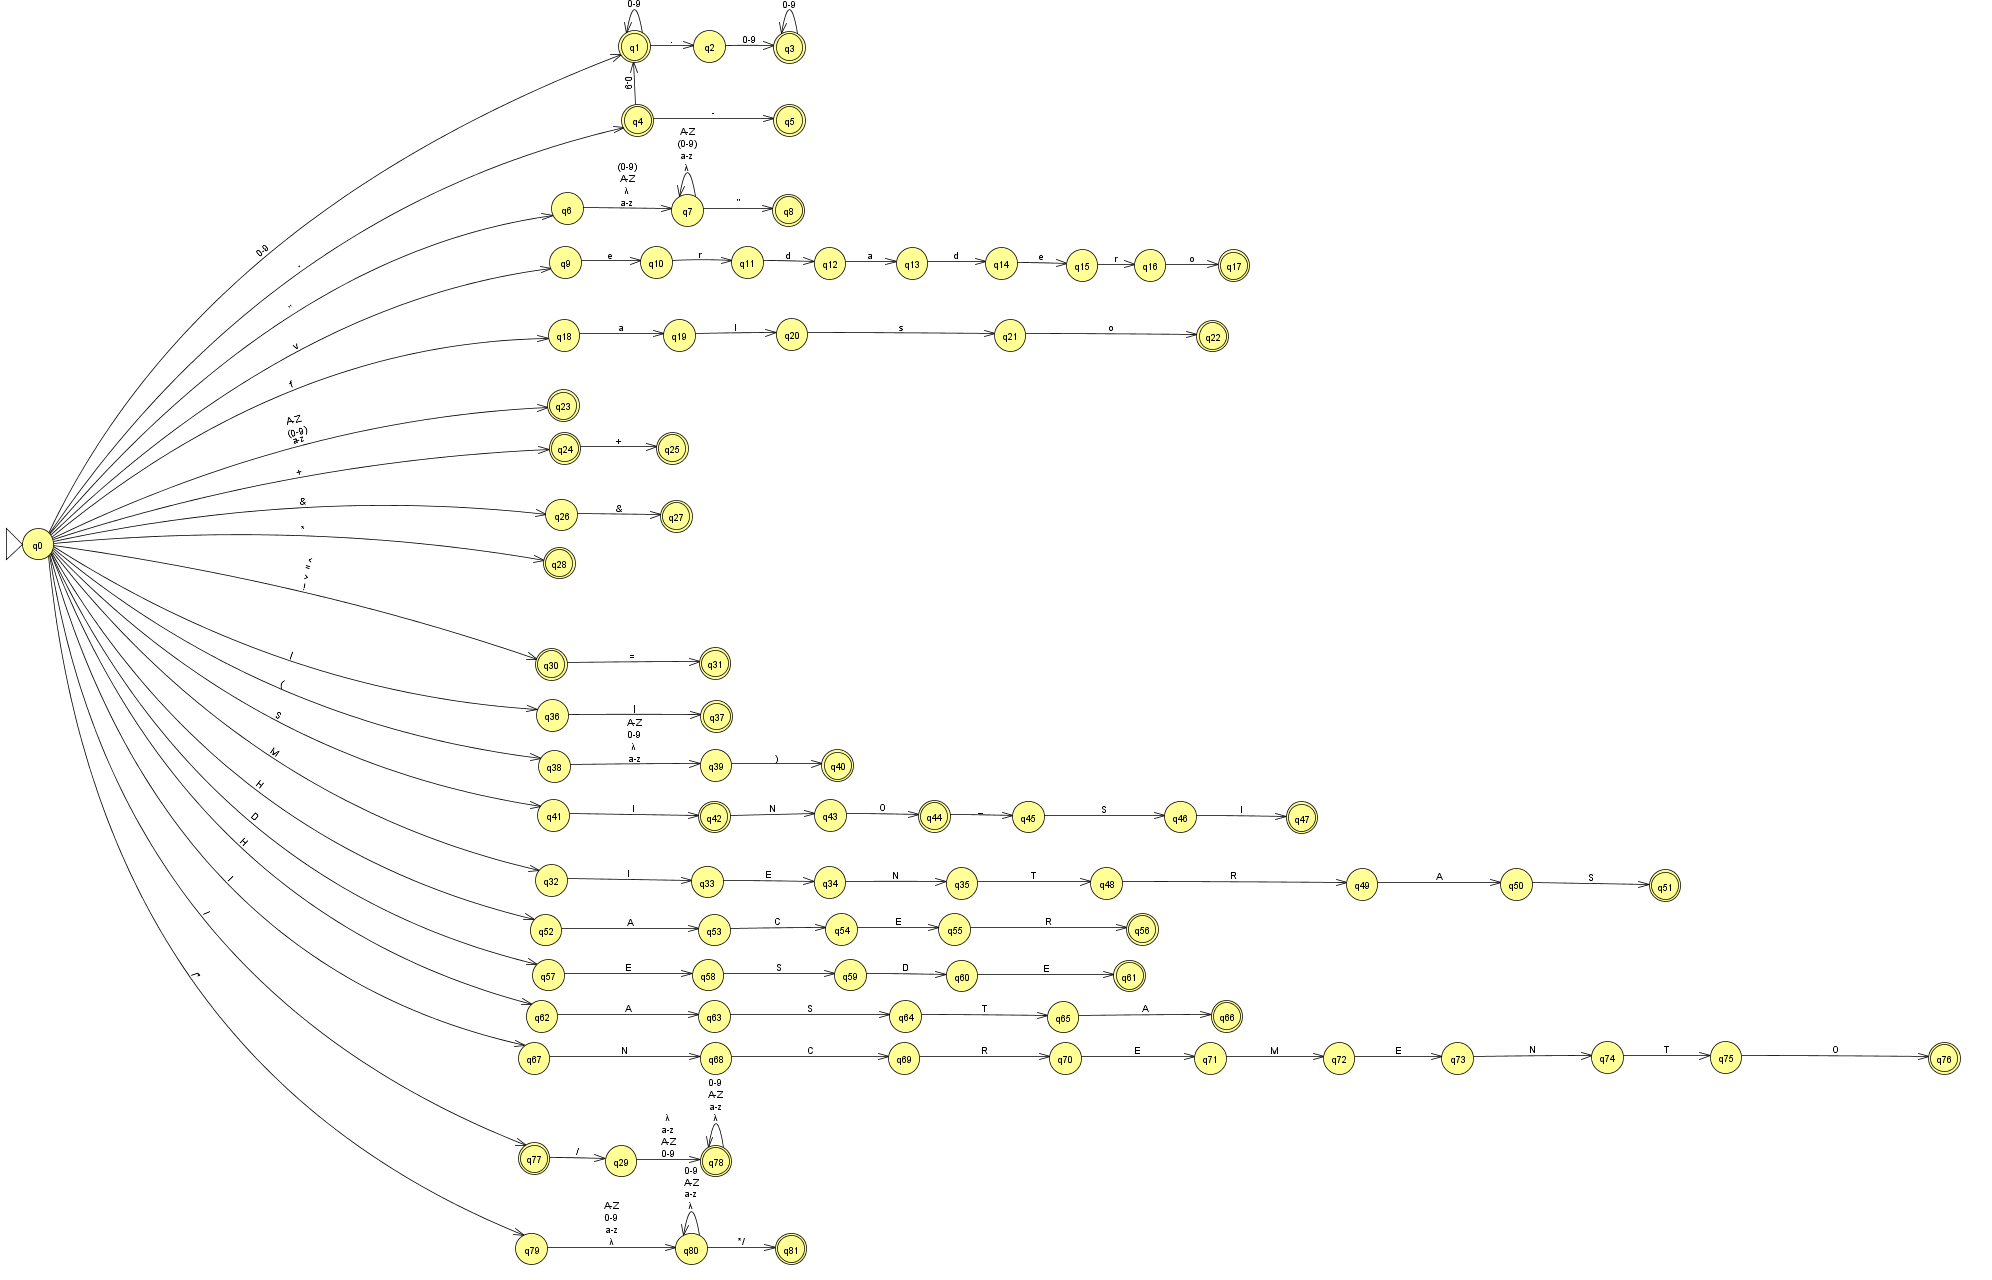 0-9
0-9
q1
.
q2
0-9
q3
0-9
q4
-
q5
A-Z
(0-9)
a-z
λ
(0-9)
A-Z
λ
a-z
q6
q7
"
q8
0-9
-
q9
e
q10
r
q11
d
q12
a
q13
d
q14
e
q15
r
q16
o
q17
"
v
q18
a
q19
l
q20
s
q21
o
q22
f
q23
A-Z
(0-9)
a-z
q24
+
q25
+
&
q26
&
q27
q0
*
q28
<
=
>
!
q30
=
q31
|
q36
|
q37
(
A-Z
0-9
λ
a-z
q38
q39
)
q40
S
q41
I
q42
N
q43
O
q44
_
q45
S
q46
I
q47
M
q32
I
q33
E
q34
N
q35
T
q48
R
q49
A
q50
S
q51
H
q52
A
q53
C
q54
E
q55
R
q56
D
q57
E
q58
S
q59
D
q60
E
q61
H
q62
A
q63
S
q64
T
q65
A
q66
I
q67
N
q68
C
q69
R
q70
E
q71
M
q72
E
q73
N
q74
T
q75
O
q76
/
0-9
A-Z
a-z
λ
λ
a-z
A-Z
0-9
q77
/
q29
q78
0-9
A-Z
a-z
λ
A-Z
0-9
a-z
λ
q79
q80
*/
q81